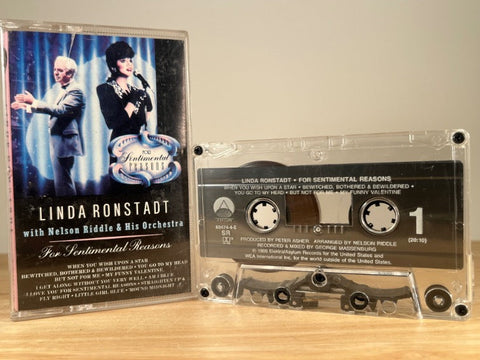 FOR
Sentimental
REASONS
LINDA RONSTADT
with Nelson Riddle & His Orchestra
For Sentimental Reasons
WHEN YOU WISH UPON A STAR
BEWITCHED, BOTHERED & BEWILDERED • YOU GO TO MY HEAD
BUT NOT FOR ME • MY FUNNY VALENTINE
I GET ALONG WITHOUT YOU VERY WELL • AM I BLUE
I LOVE YOU FOR SENTIMENTAL REASONS • STRAIGHTEN UP &
FLY RIGHT • LITTLE GIRL BLUE • 'ROUND MIDNIGHT
LINDA RONSTADT • FOR SENTIMENTAL REASONS
WHEN YOU WISH UPON A STAR • BEWITCHED, BOTHERED & BEWILDERED •
YOU GO TO MY HEAD • BUT NOT FOR ME • MY FUNNY VALENTINE
SR
1
(20:10)
PRODUCED BY PETER ASHER ARRANGED BY NELSON RIDDLE
RECORDED & MIXED BY GEORGE MASSENBURG
1986 Elektra/Asylum Records for the United States and
WEA International Inc. for the world outside of the United States.